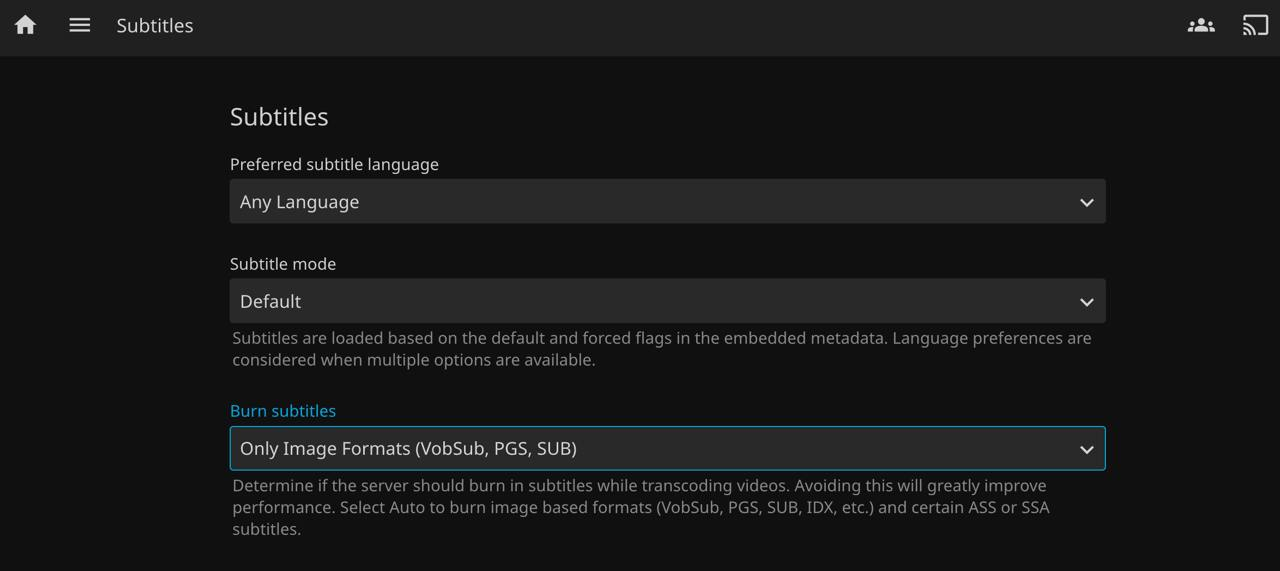 Subtitles
Subtitles
Preferred subtitle language
Any Language
Subtitle mode
Default
Subtitles are loaded based on the default and forced flags in the embedded metadata. Language preferences are
considered when multiple options are available.
Burn subtitles
Only Image Formats (VobSub, PGS, SUB)
Determine if the server should burn in subtitles while transcoding videos. Avoiding this will greatly improve
performance. Select Auto to burn image based formats (VobSub, PGS, SUB, IDX, etc.) and certain ASS or SSA
subtitles.